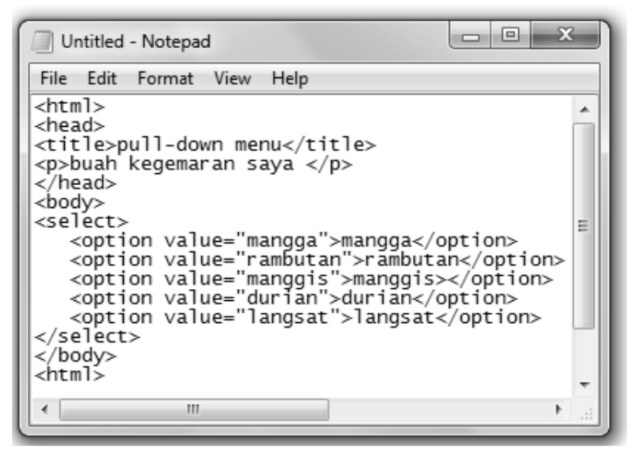 Untitled - Notepad
File Edit Format View Help
<html>
<head>
<title>pull-down menu</title>
<p>buah kegemaran saya </p>
</head>
<body>
<select>
   <option value="mangga">mangga</option>
   <option value="rambutan">rambutan</option>
   <option value="manggis">manggis></option>
   <option value="durian">durian</option>
   <option value="langsat">langsat</option>
</select>
</body>
<html>